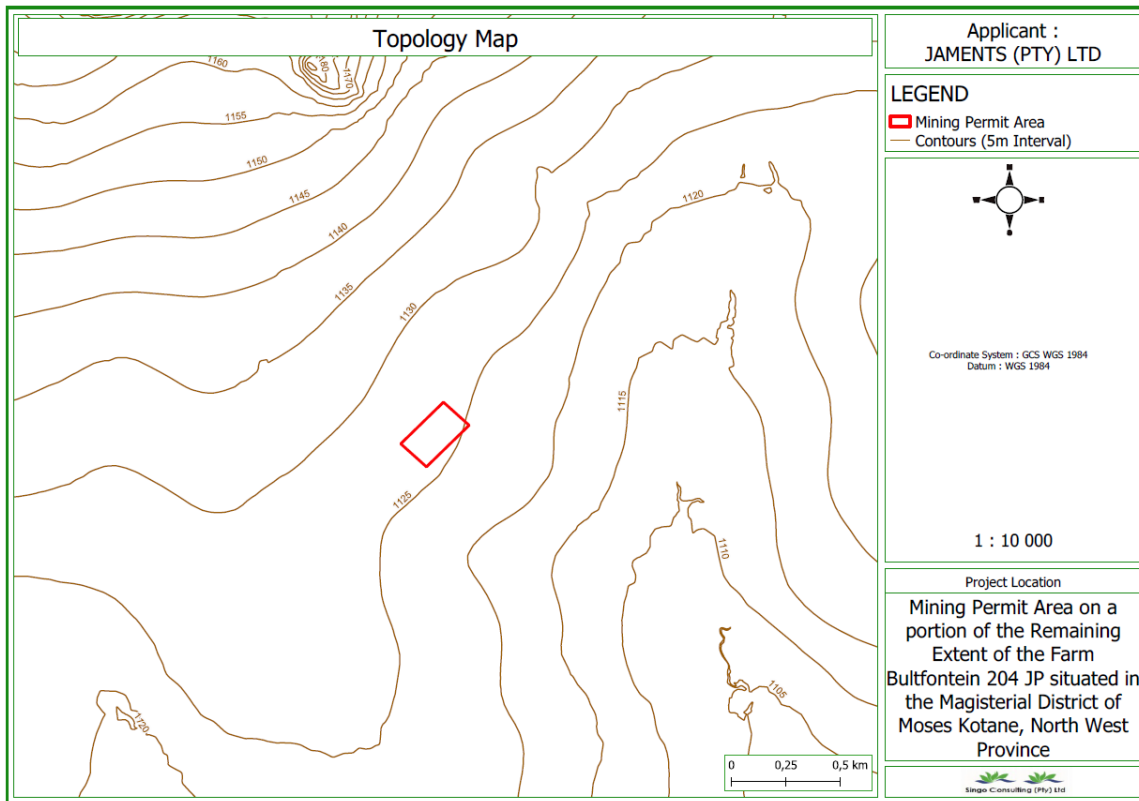 Topology Map
1160
1180
1170
1155
1150
1145
1140
1135
1130
1120
1115
1125
1110
1105
1120
0 0,25 0,5 km
Applicant :
JAMENTS (PTY) LTD
LEGEND
Mining Permit Area
Contours (5m Interval)
Co-ordinate System : GCS WGS 1984
Datum : WGS 1984
1 : 10 000
Project Location
Mining Permit Area on a
portion of the Remaining
Extent of the Farm
Bultfontein 204 JP situated in
the Magisterial District of
Moses Kotane, North West
Province
Singo Consulting (Pty) Ltd